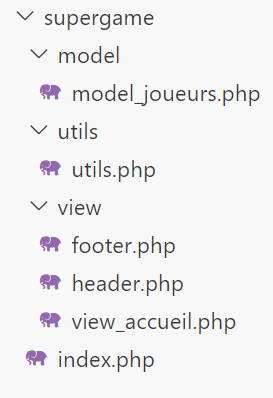 supergame
model
model_joueurs.php
utils
utils.php
view
footer.php
header.php
view_accueil.php
index.php